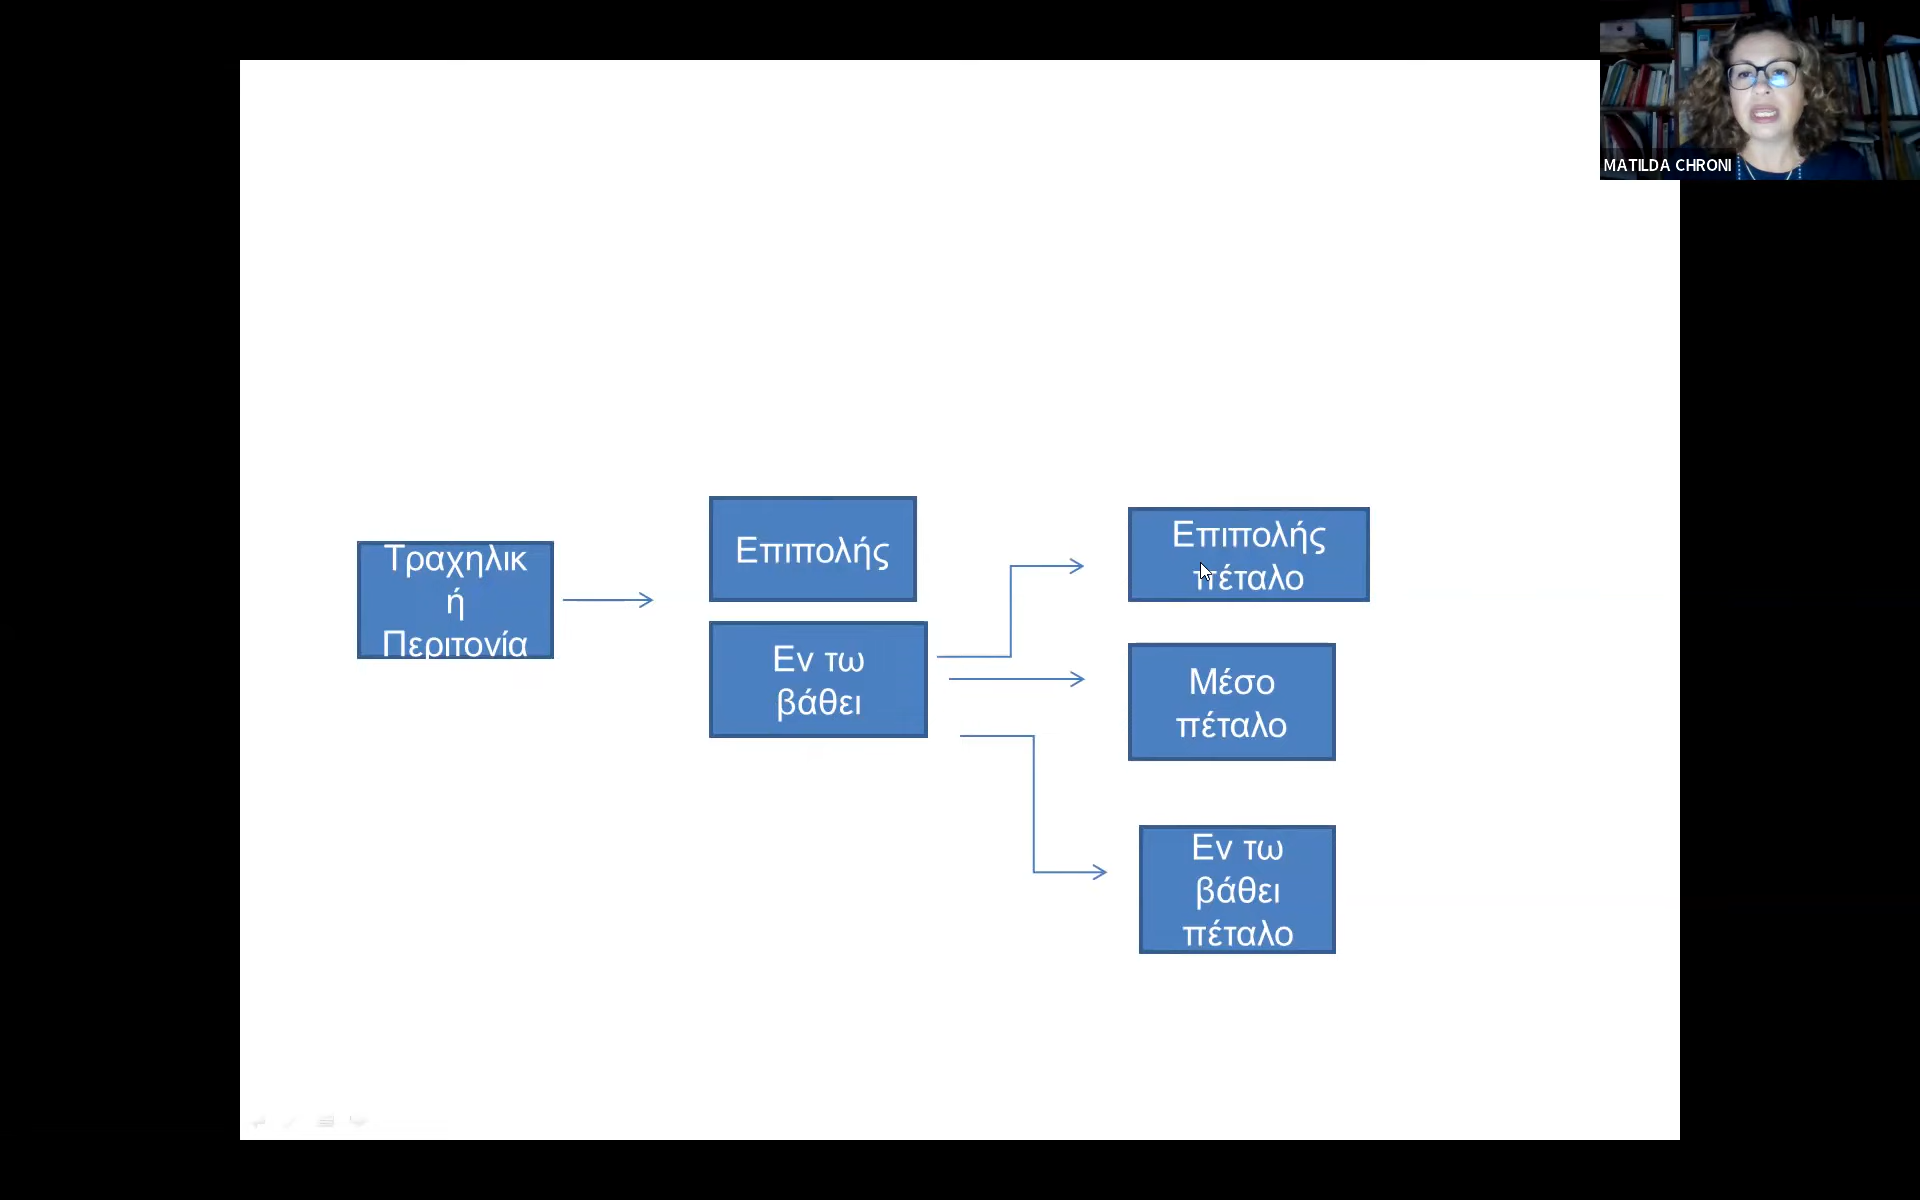 MATILDA CHRONI
Τραχηλικ
ή
Περιτονία
Επιπολής
Εν τω
βάθει
Επιπολής
πέταλο
Μέσο
πέταλο
Εν τω
βάθει
πέταλο